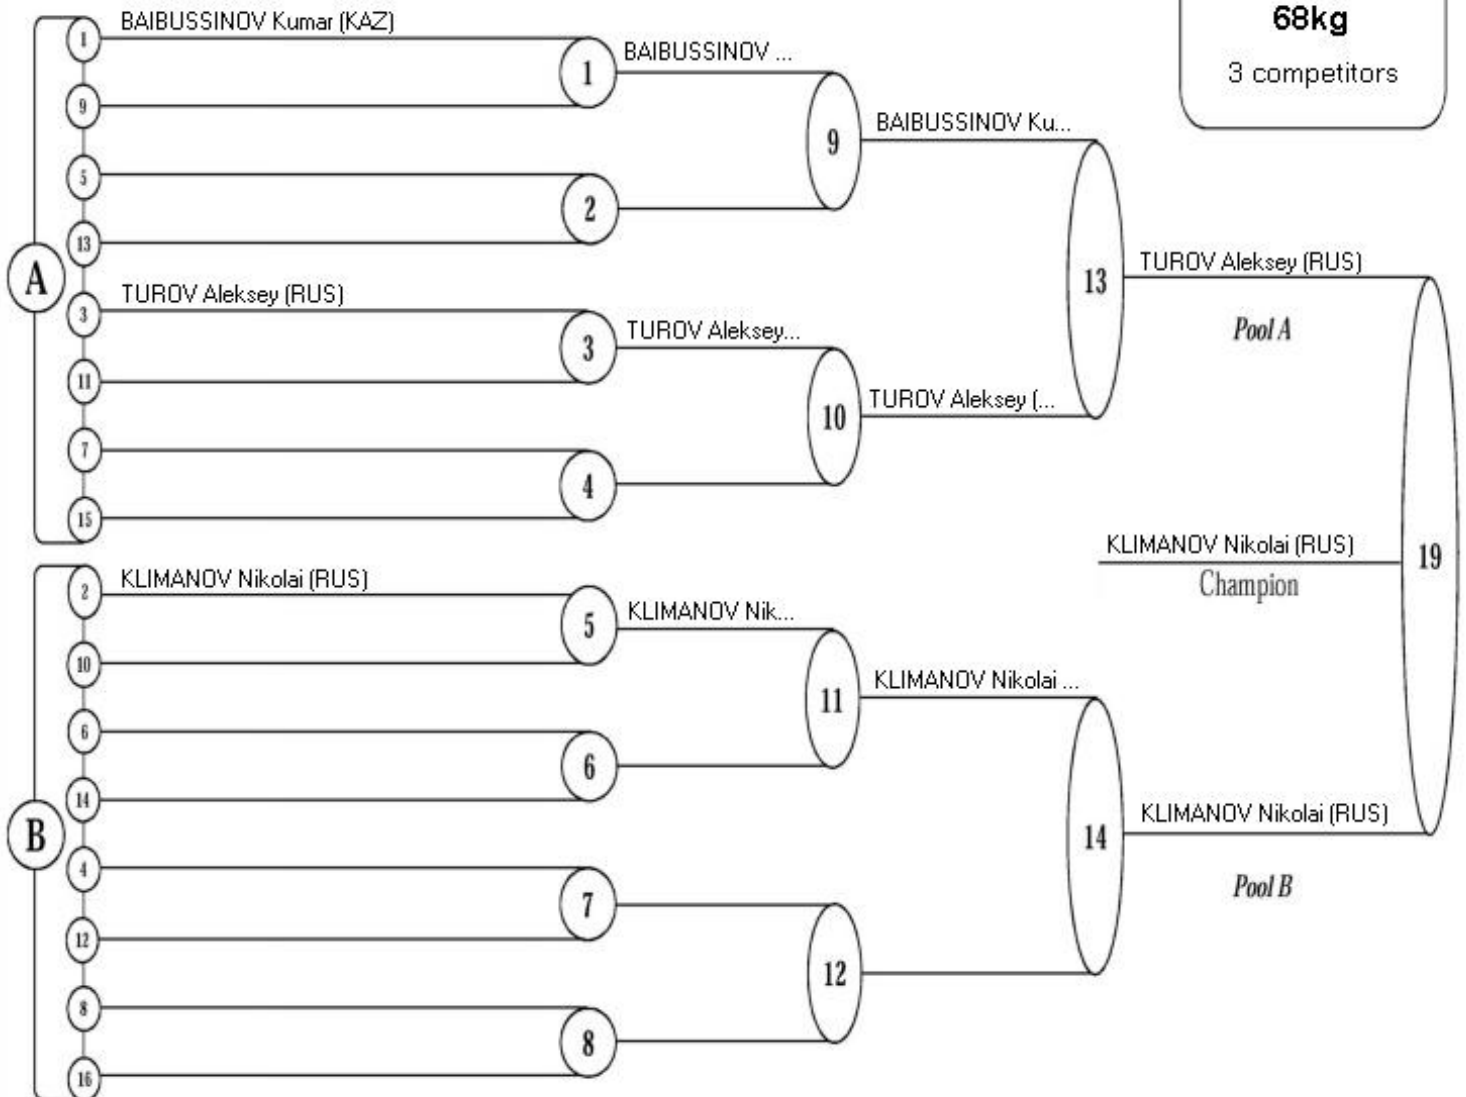 BAIBUSSINOV Kumar (KAZ)
68kg
3 competitors
1
9
5
13
3
11
7
15
A
TUROV Aleksey (RUS)
1
2
3
4
BAIBUSSINOV ...
TUROV Aleksey...
9
10
BAIBUSSINOV Ku...
TUROV Aleksey (...
13
TUROV Aleksey (RUS)
Pool A
KLIMANOV Nikolai (RUS)
Champion
19
2
10
6
14
4
12
8
16
B
KLIMANOV Nikolai (RUS)
5
6
7
8
KLIMANOV Nik...
11
12
KLIMANOV Nikolai ...
14
KLIMANOV Nikolai (RUS)
Pool B